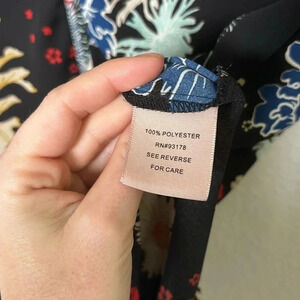 100% POLYESTER
RN#93178
SEE REVERSE
FOR CARE